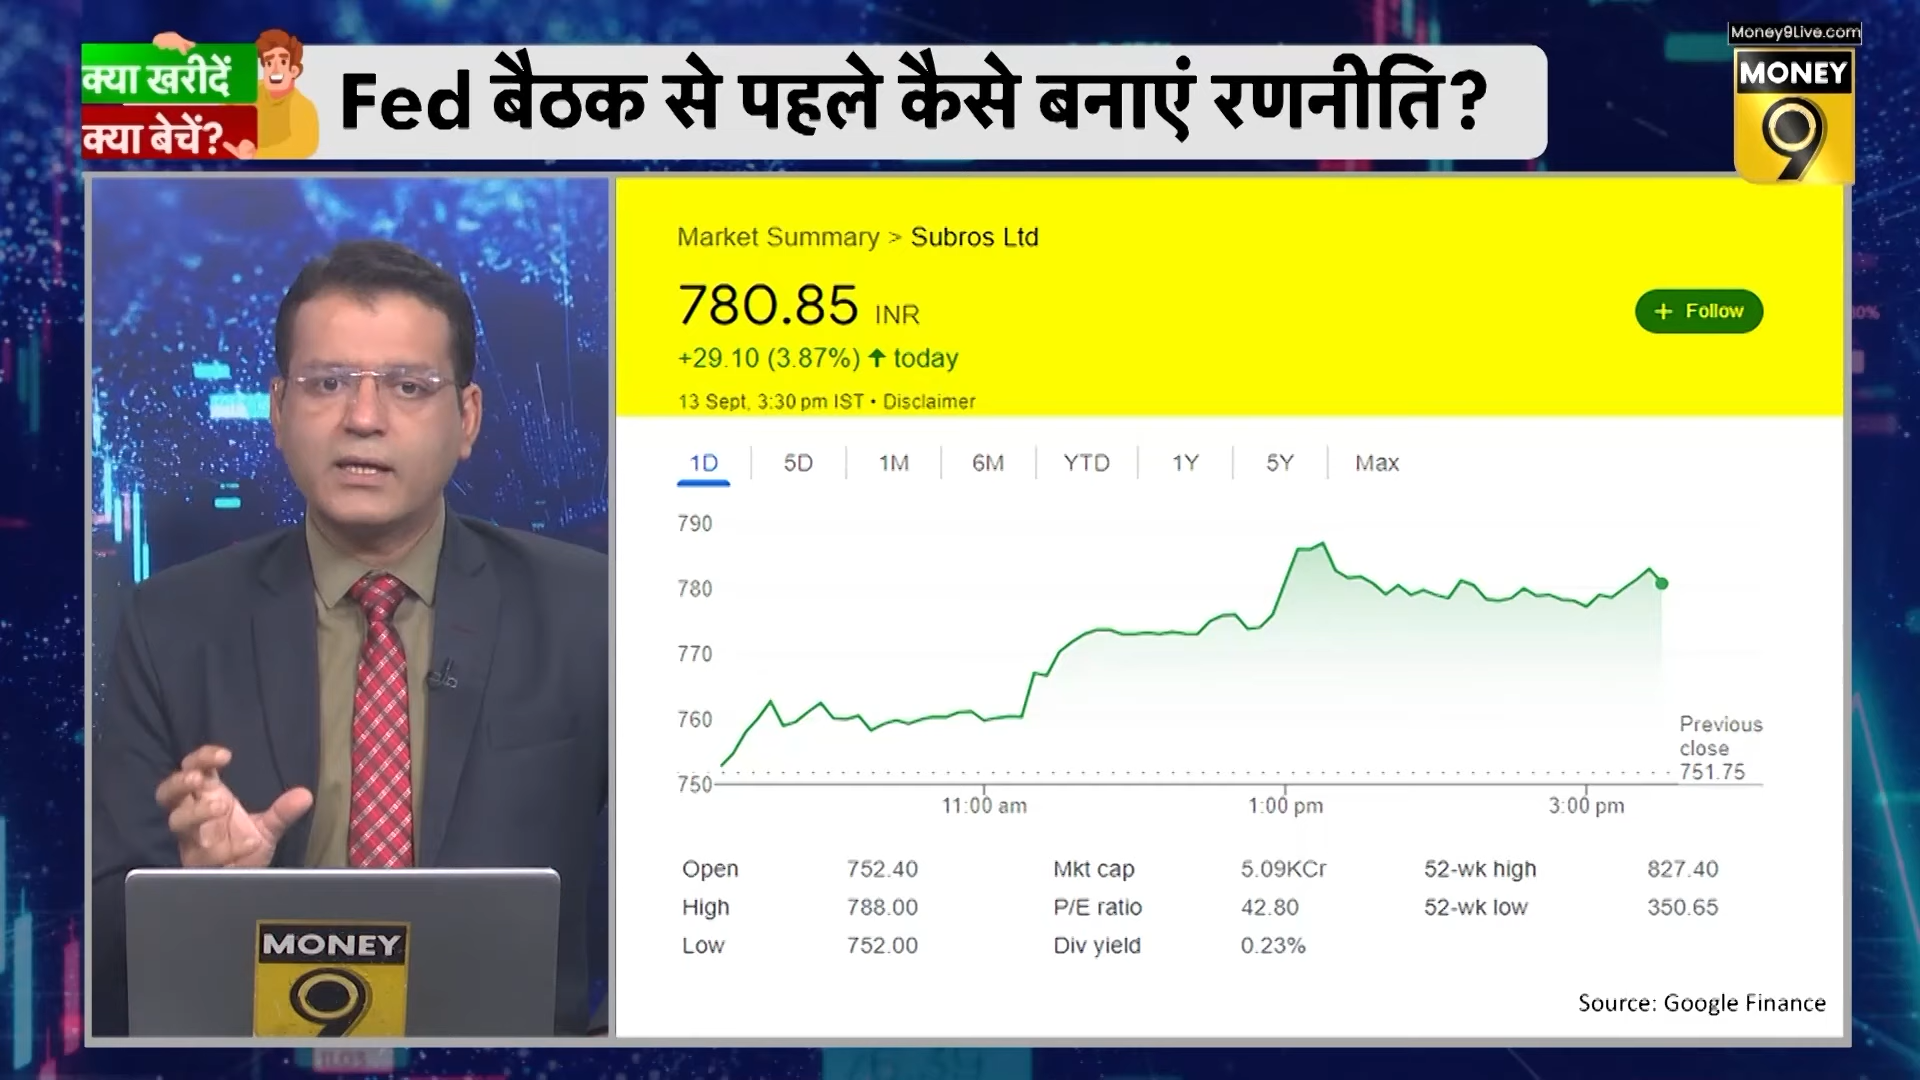 क्या खरीदें
क्या बेचें?
Fed बैठक से पहले कैसे बनाएं रणनीति?
Money9Live.com
MONEY
9
Market Summary > Subros Ltd
780.85 INR
+29.10 (3.87%) ↑ today
13 Sept, 3:30 pm IST • Disclaimer
+ Follow
1D 5D 1M 6M YTD 1Y 5Y Max
790
780
770
760
750
Previous
close
751.75
11:00 am 1:00 pm 3:00 pm
Open 752.40 Mkt cap 5.09KCr 52-wk high 827.40
High 788.00 P/E ratio 42.80 52-wk low 350.65
Low 752.00 Div yield 0.23%
Source: Google Finance
MONEY
9